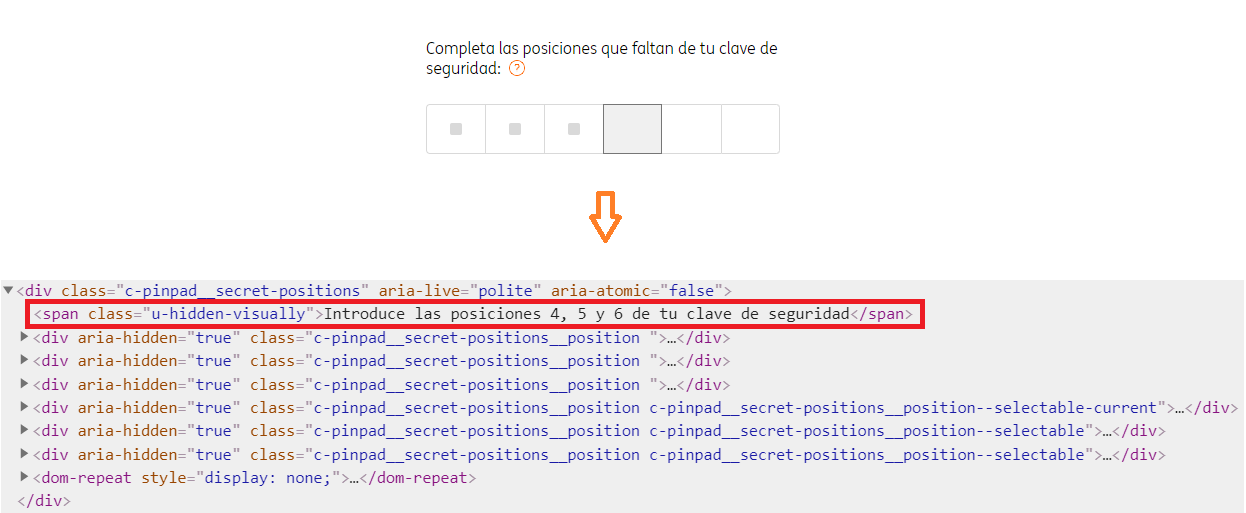 Completa las posiciones que faltan de tu clave de
seguridad: ?
<div class="c-pinpad__secret-positions" aria-live="polite" aria-atomic="false">
<span class="u-hidden-visually">Introduce las posiciones 4, 5 y 6 de tu clave de seguridad</span>
<div aria-hidden="true" class="c-pinpad__secret-positions__position ">…</div>
<div aria-hidden="true" class="c-pinpad__secret-positions__position ">…</div>
<div aria-hidden="true" class="c-pinpad__secret-positions__position ">…</div>
<div aria-hidden="true" class="c-pinpad__secret-positions__position c-pinpad__secret-positions__position--selectable-current">…</div>
<div aria-hidden="true" class="c-pinpad__secret-positions__position c-pinpad__secret-positions__position--selectable">…</div>
<div aria-hidden="true" class="c-pinpad__secret-positions__position c-pinpad__secret-positions__position--selectable">…</div>
<dom-repeat style="display: none;">…</dom-repeat>
</div>